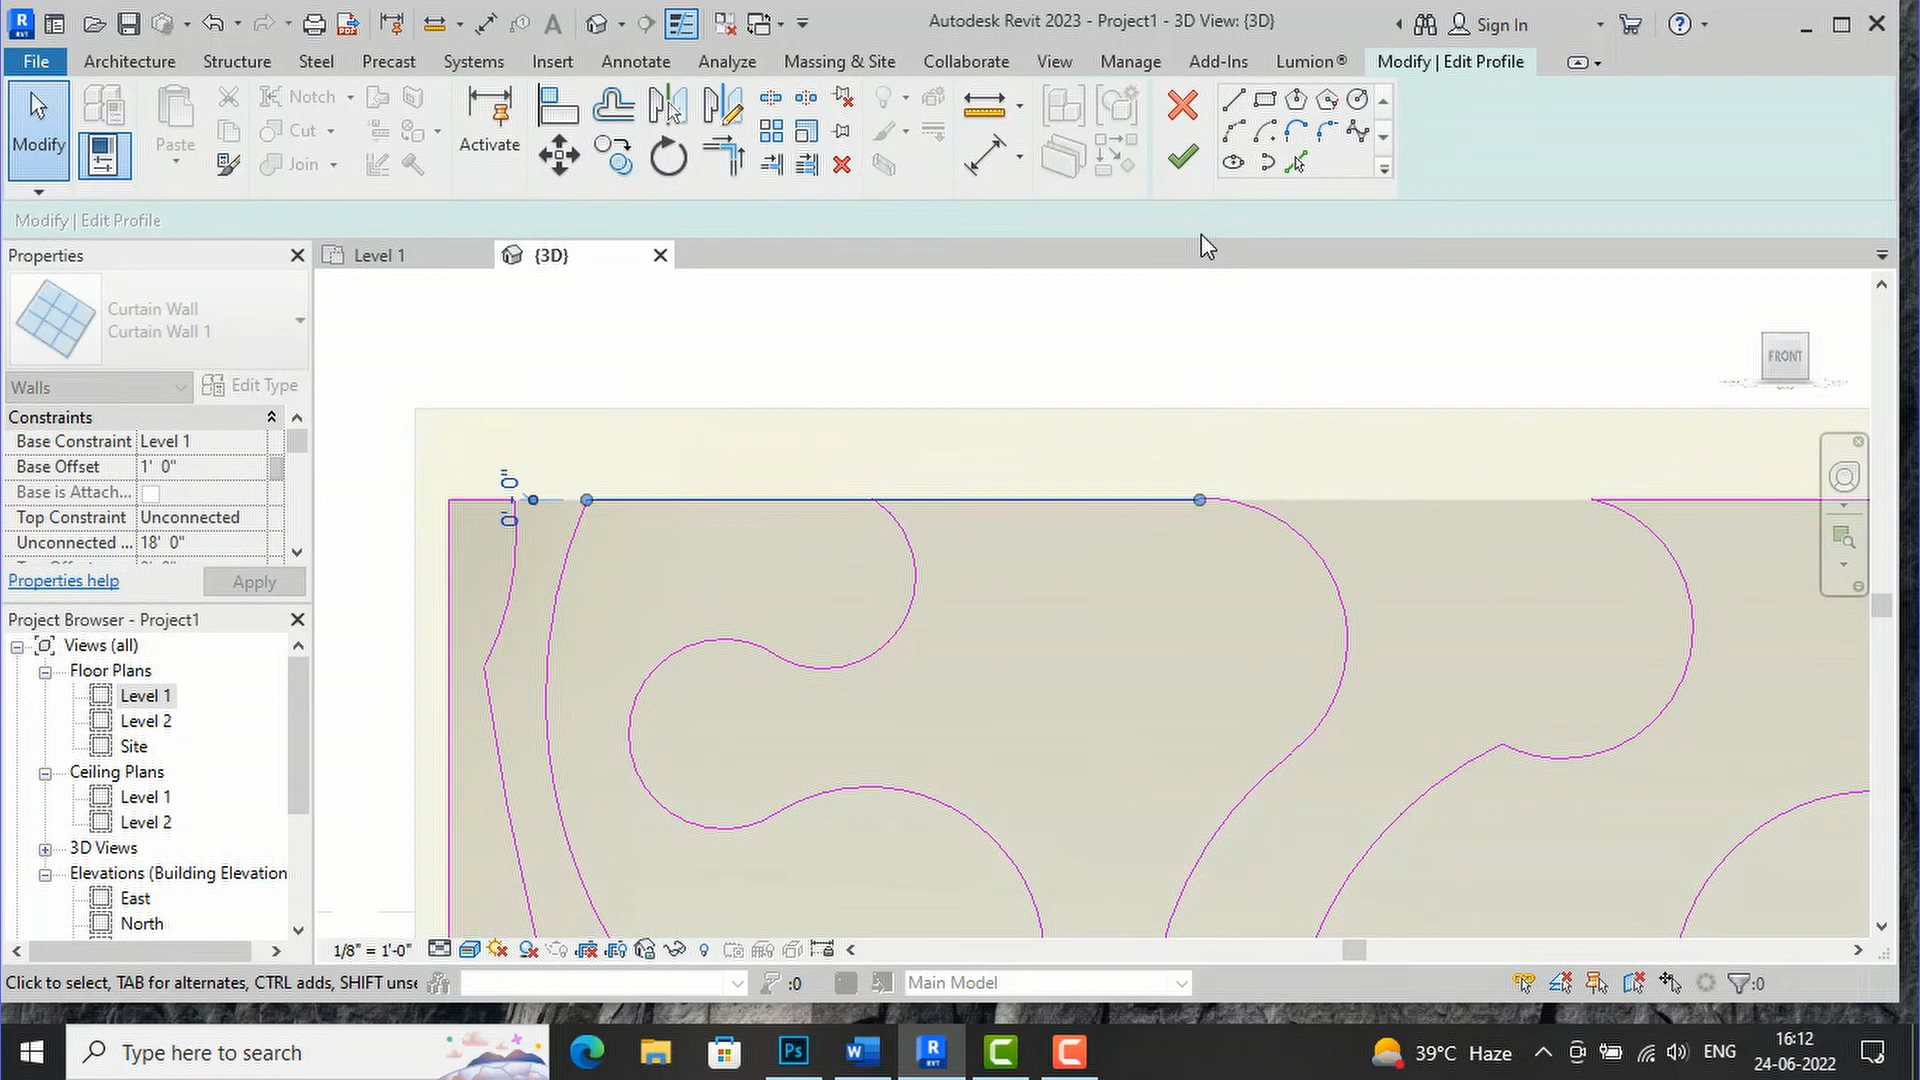 R
RVT
A
Autodesk Revit 2023 - Project1 - 3D View: {3D}
Sign In
?
File
Architecture
Structure
Steel
Precast
Systems
Insert
Annotate
Analyze
Massing & Site
Collaborate
View
Manage
Add-Ins
Lumion®
Modify | Edit Profile
Modify
Paste
Notch
Cut
Join
Activate
Modify | Edit Profile
Properties
Level 1
{3D}
Curtain Wall
Curtain Wall 1
Walls
Edit Type
Constraints
Base Constraint Level 1
Base Offset 1' 0"
Base is Attach...
Top Constraint Unconnected
Unconnected ... 18' 0"
Properties help
Apply
Project Browser - Project1
Views (all)
Floor Plans
Level 1
Level 2
Site
Ceiling Plans
Level 1
Level 2
3D Views
Elevations (Building Elevation
East
North
FRONT
1/8" = 1'-0"
Click to select, TAB for alternates, CTRL adds, SHIFT unse
:0
Main Model
:0
Type here to search
Ps
W
R
RVT
C
C
39°C Haze
ENG
16:12
24-06-2022